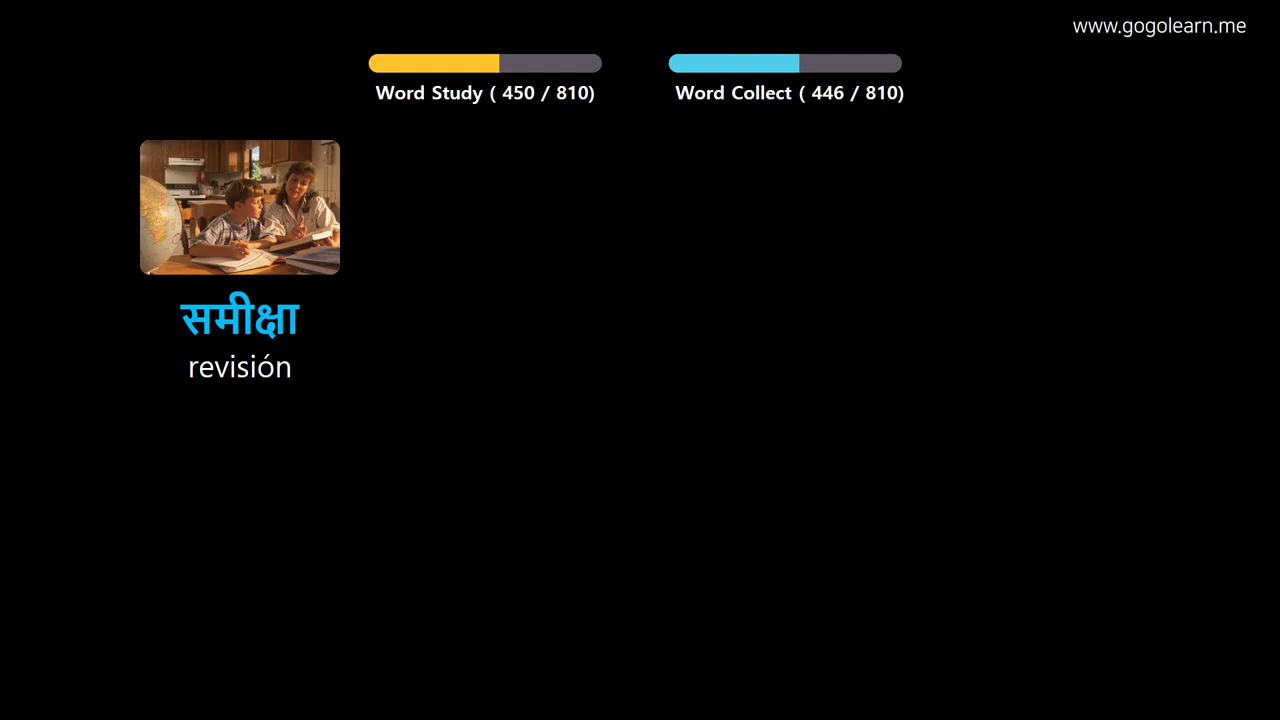 www.gogolearn.me
Word Study ( 450 / 810)
Word Collect ( 446 / 810)
समीक्षा
revisión